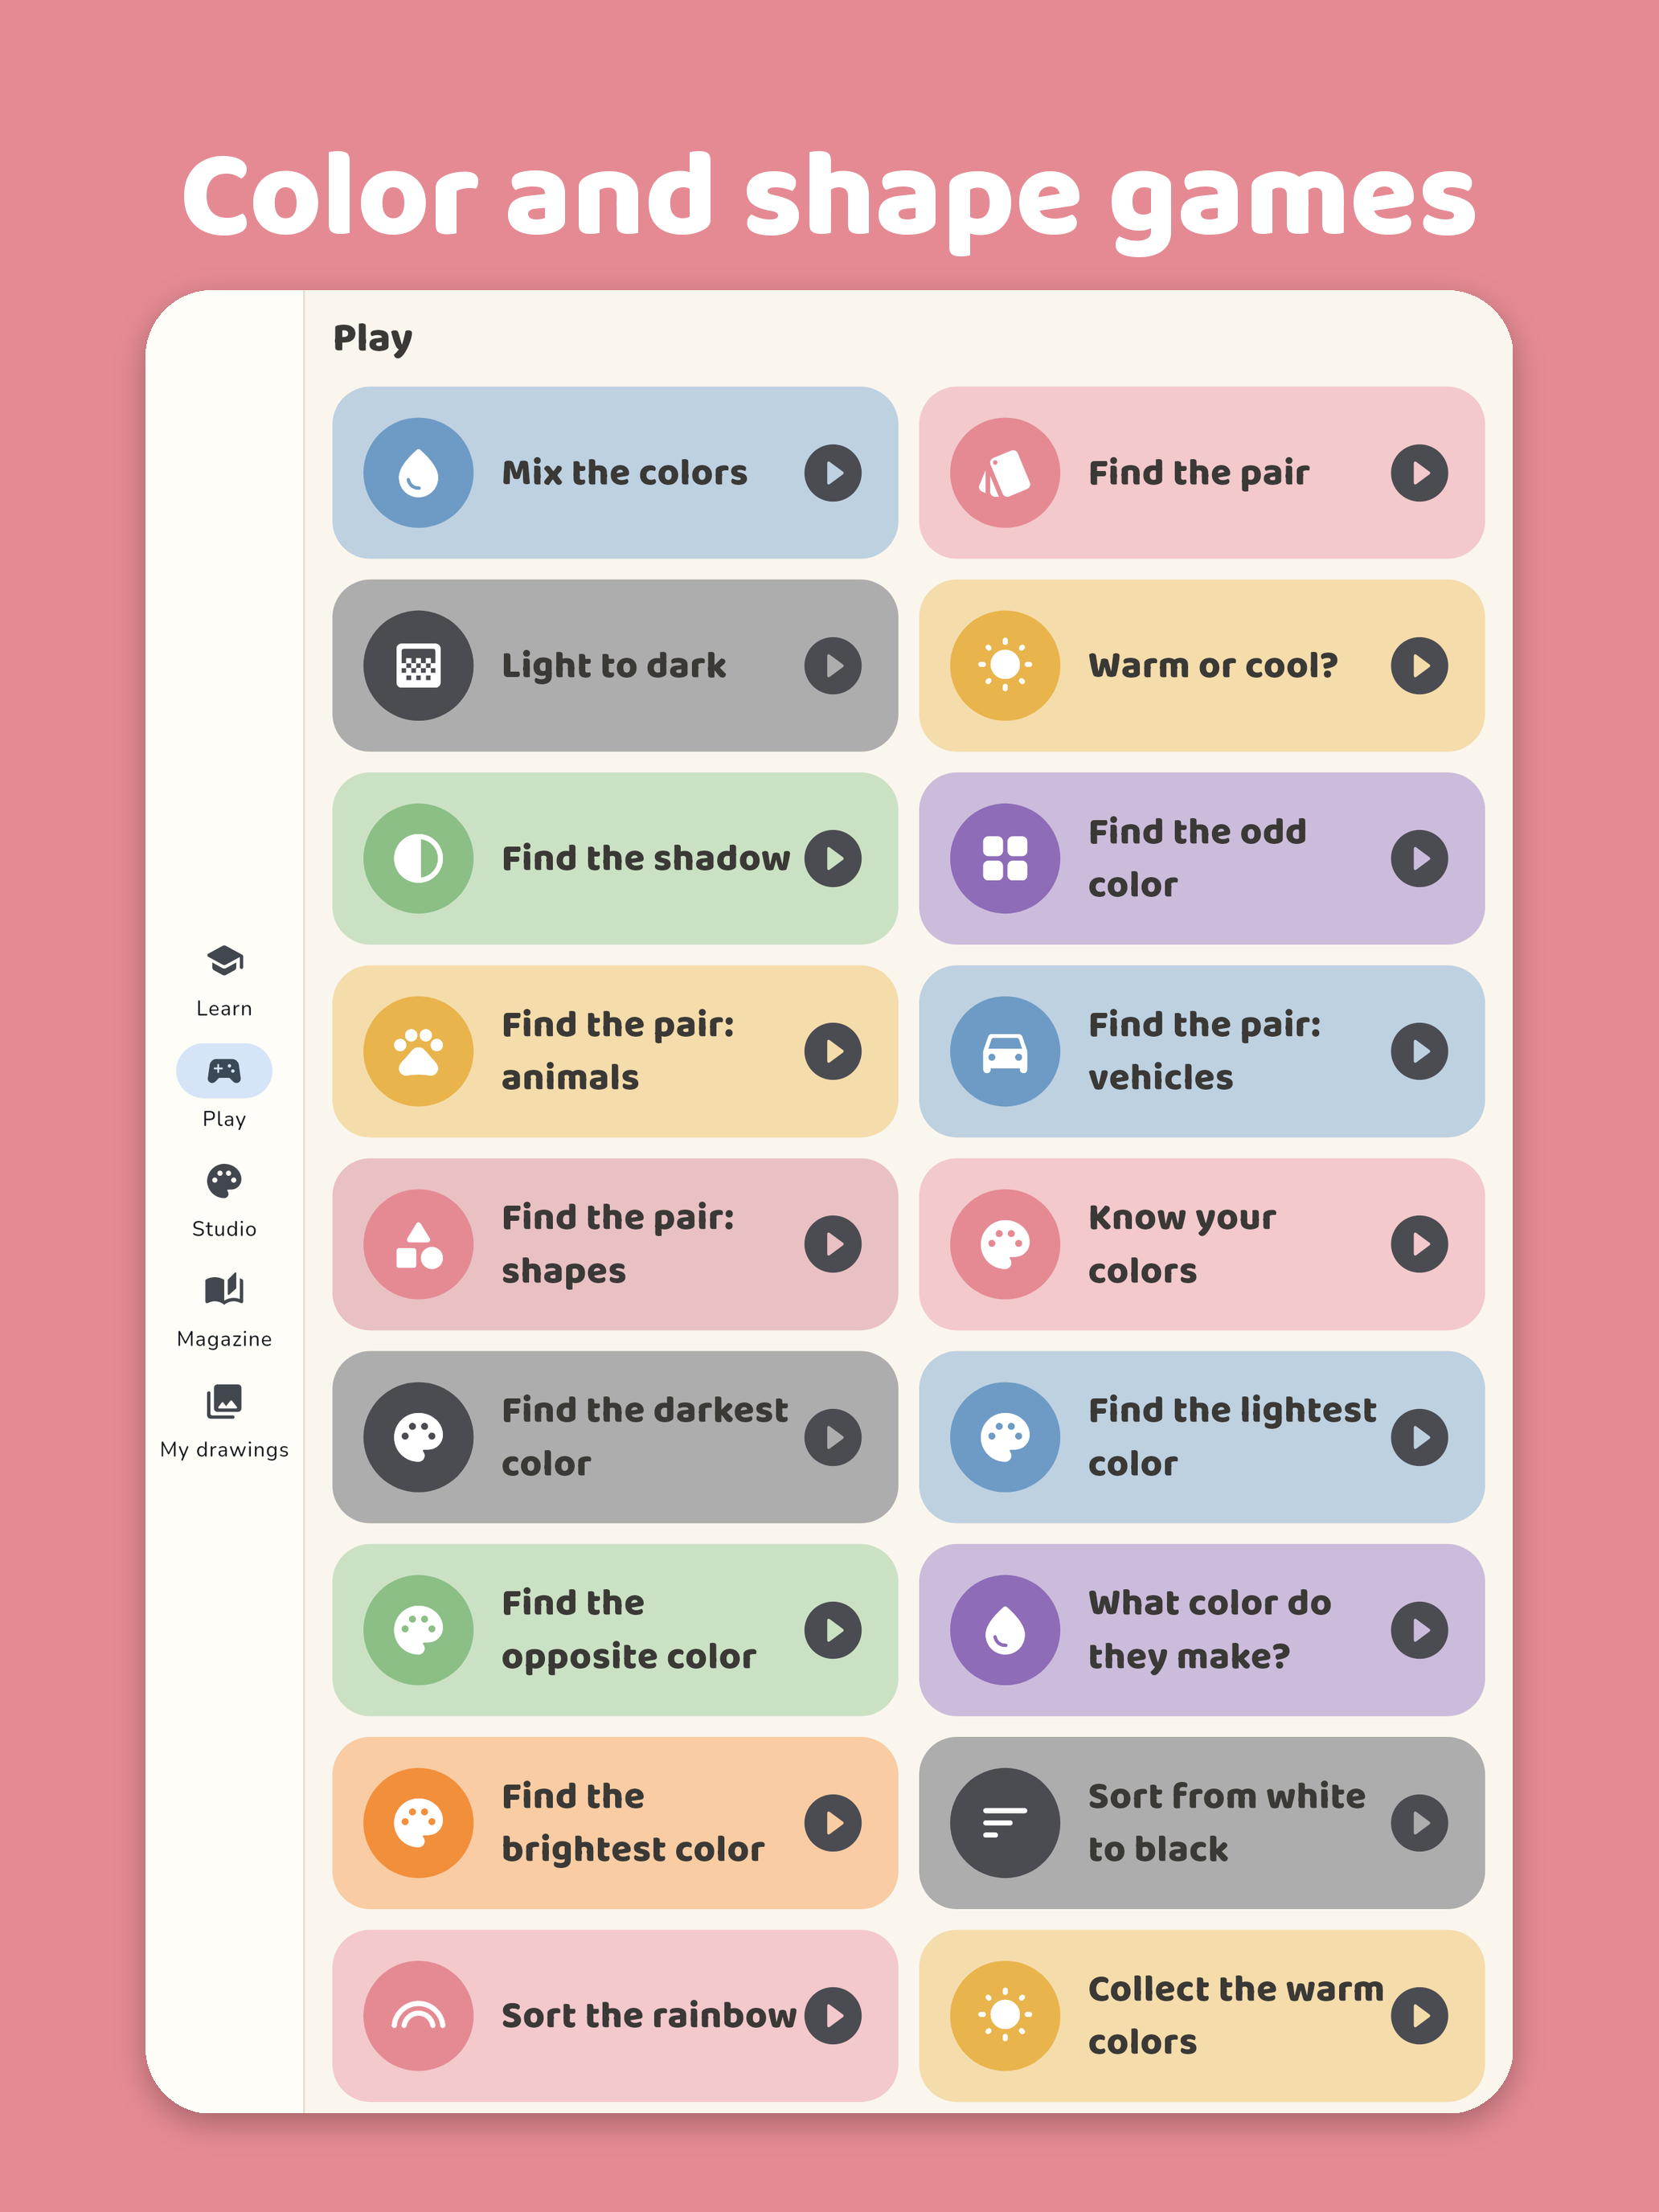 Color and shape games
Play
Mix the colors
Find the pair
Light to dark
Warm or cool?
Find the shadow
Find the odd
color
Find the pair:
animals
Find the pair:
vehicles
Find the pair:
shapes
Know your
colors
Find the darkest
color
Find the lightest
color
Find the
opposite color
What color do
they make?
Find the
brightest color
Sort from white
to black
Sort the rainbow
Collect the warm
colors
Learn
Play
Studio
Magazine
My drawings